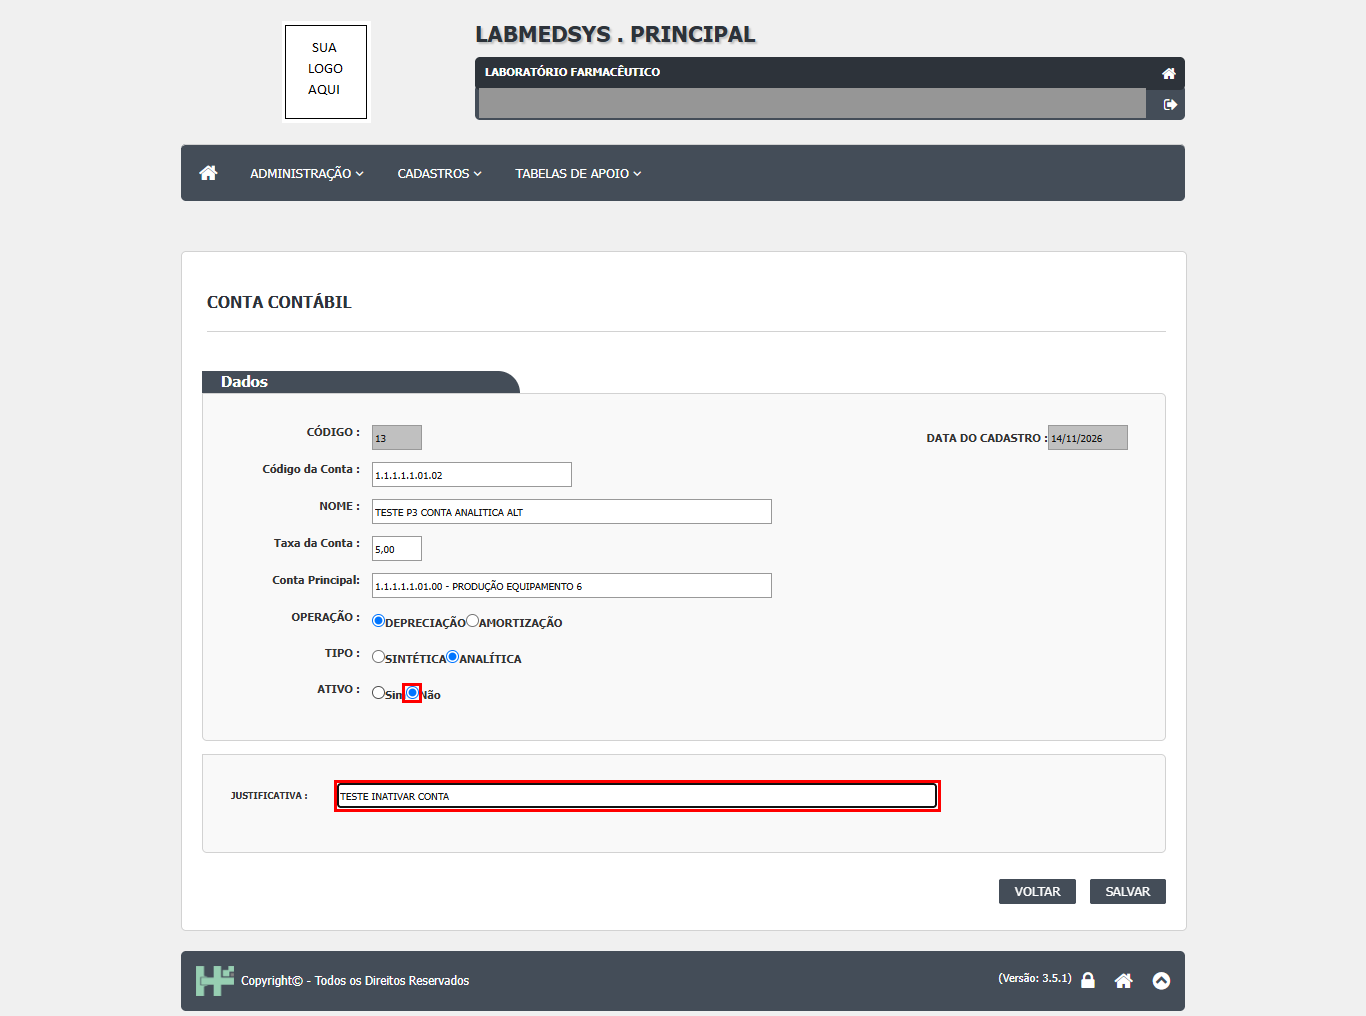 SUA
LOGO
AQUI
LABMEDSYS . PRINCIPAL
LABORATÓRIO FARMACÊUTICO
ADMINISTRAÇÃO CADASTROS TABELAS DE APOIO
CONTA CONTÁBIL
Dados
CÓDIGO : 13 DATA DO CADASTRO : 14/11/2026
Código da Conta : 1.1.1.1.1.01.02
NOME : TESTE P3 CONTA ANALITICA ALT
Taxa da Conta : 5,00
Conta Principal: 1.1.1.1.1.01.00 - PRODUÇÃO EQUIPAMENTO 6
OPERAÇÃO : DEPRECIAÇÃO AMORTIZAÇÃO
TIPO : SINTÉTICA ANALÍTICA
ATIVO : Sim Não
JUSTIFICATIVA : TESTE INATIVAR CONTA
VOLTAR SALVAR
Copyright© - Todos os Direitos Reservados (Versão: 3.5.1)